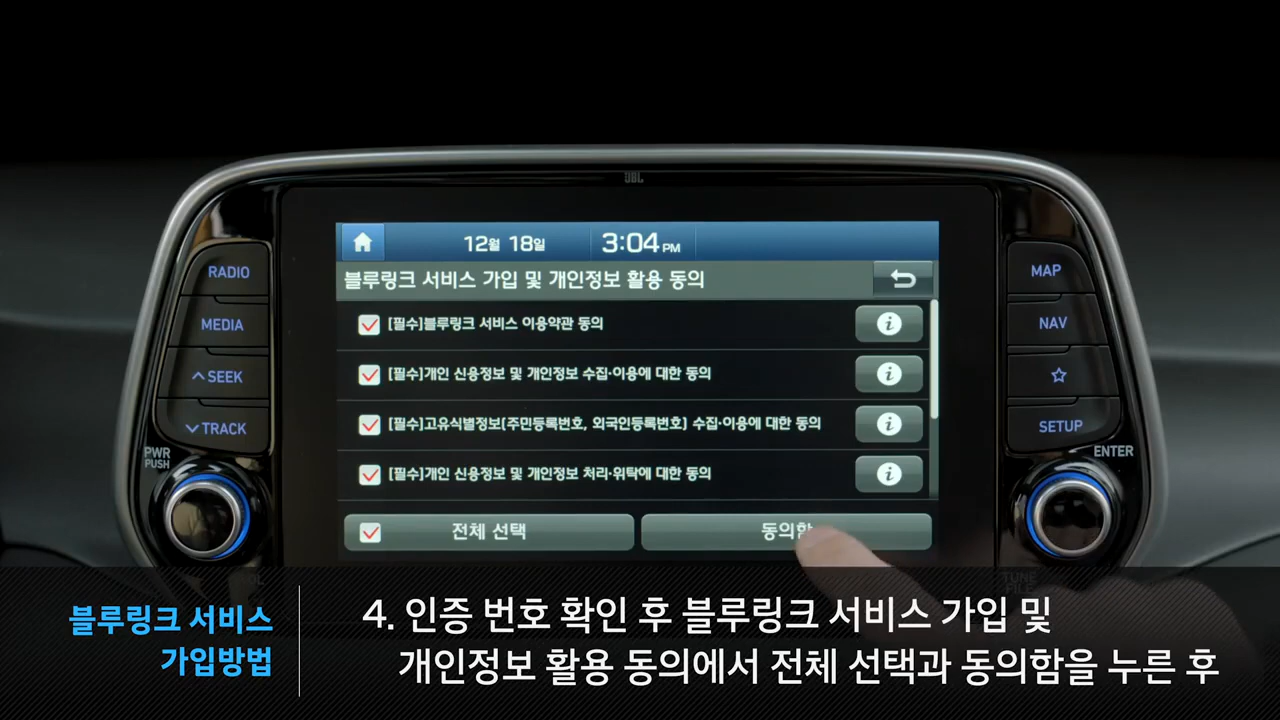 JBL
12월 18일
3:04 PM
블루링크 서비스 가입 및 개인정보 활용 동의
[필수]블루링크 서비스 이용약관 동의
[필수]개인 신용정보 및 개인정보 수집·이용에 대한 동의
[필수]고유식별정보(주민등록번호, 외국인등록번호) 수집·이용에 대한 동의
[필수]개인 신용정보 및 개인정보 처리·위탁에 대한 동의
전체 선택
동의함
RADIO
MEDIA
SEEK
TRACK
PWR
PUSH
MAP
NAV
SETUP
ENTER
TUNE
FILE
블루링크 서비스
가입방법
4. 인증 번호 확인 후 블루링크 서비스 가입 및
개인정보 활용 동의에서 전체 선택과 동의함을 누른 후